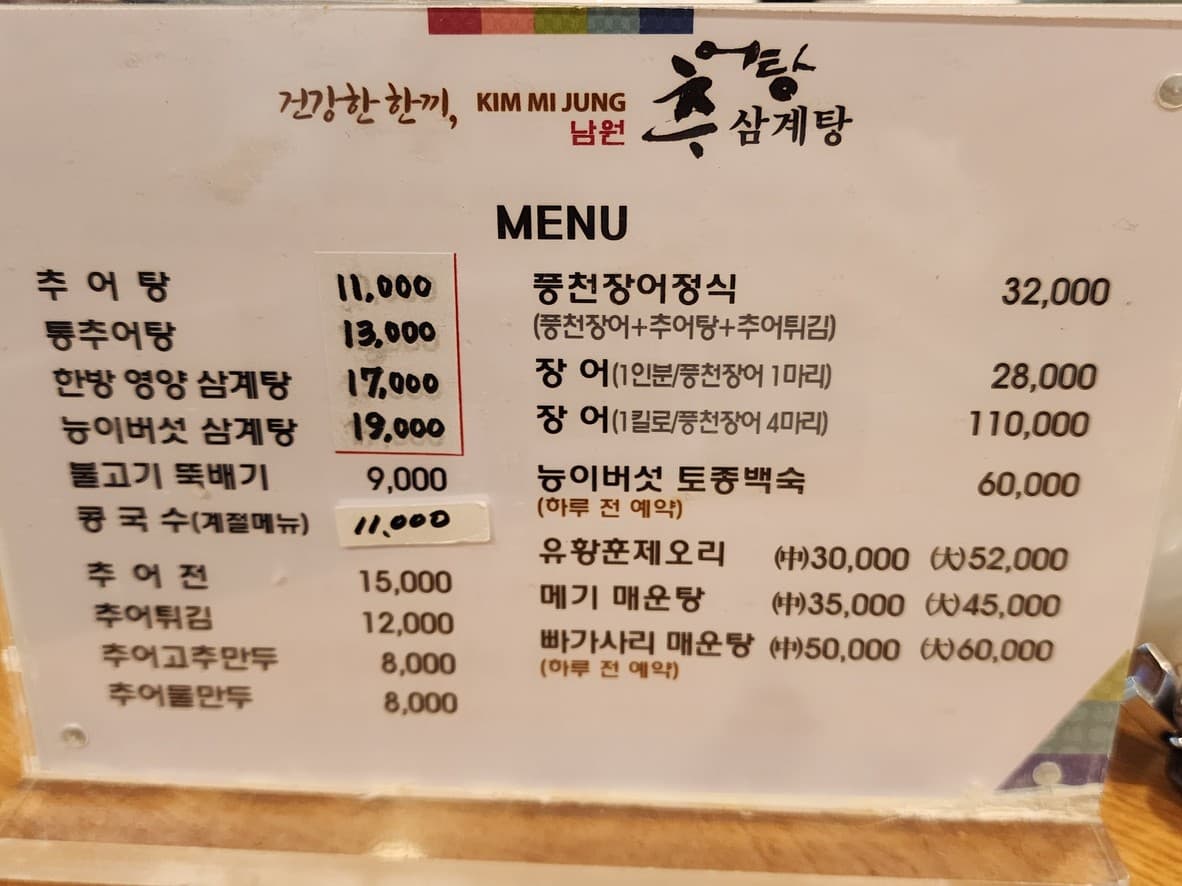 건강한 한끼, KIM MI JUNG 남원 추어탕 삼계탕
MENU
추 어 탕 11,000
통추어탕 13,000
한방 영양 삼계탕 17,000
능이버섯 삼계탕 19,000
불고기 뚝배기 9,000
콩 국 수(계절메뉴) 11,000
추 어 전 15,000
추어튀김 12,000
추어고추만두 8,000
추어물만두 8,000
풍천장어정식 32,000
(풍천장어+추어탕+추어튀김)
장 어(1인분/풍천장어 1마리) 28,000
장 어(1킬로/풍천장어 4마리) 110,000
능이버섯 토종백숙 60,000
(하루 전 예약)
유황훈제오리 (中)30,000 (大)52,000
메기 매운탕 (中)35,000 (大)45,000
빠가사리 매운탕 (中)50,000 (大)60,000
(하루 전 예약)